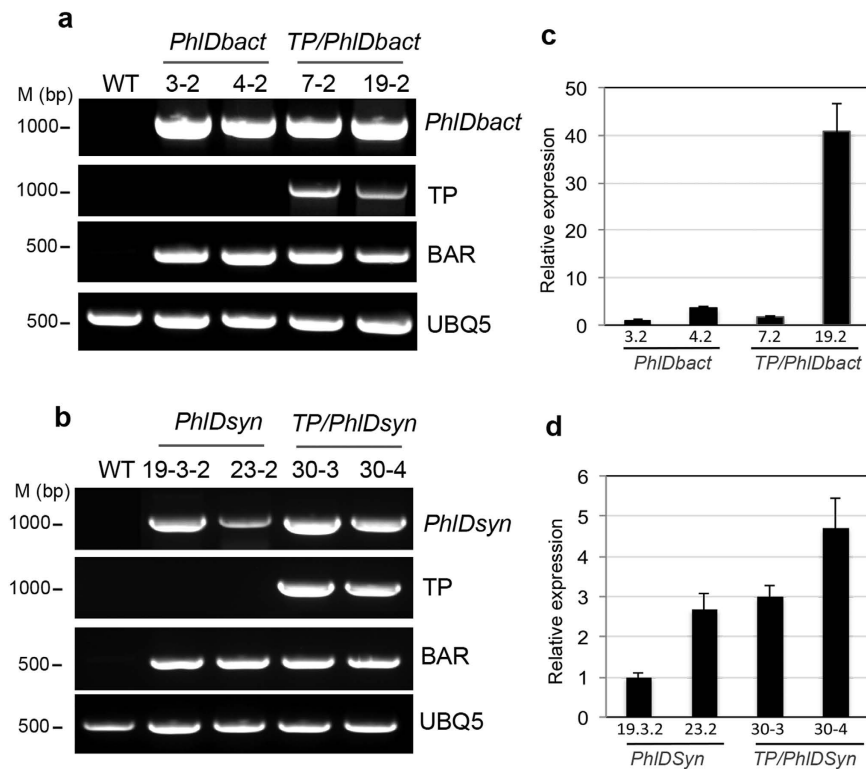 a
PhlDbact TP/PhlDbact
WT 3-2 4-2 7-2 19-2
M (bp)
1000– PhlDbact
1000– TP
500– BAR
500– UBQ5
c
Relative expression
50
40
30
20
10
0
3.2 4.2 7.2 19.2
PhlDbact TP/PhlDbact
b
PhlDsyn TP/PhlDsyn
WT 19-3-2 23-2 30-3 30-4
M (bp)
1000– PhlDsyn
1000– TP
500– BAR
500– UBQ5
d
Relative expression
6
5
4
3
2
1
0
19.3.2 23.2 30-3 30-4
PhlDSyn TP/PhlDSyn